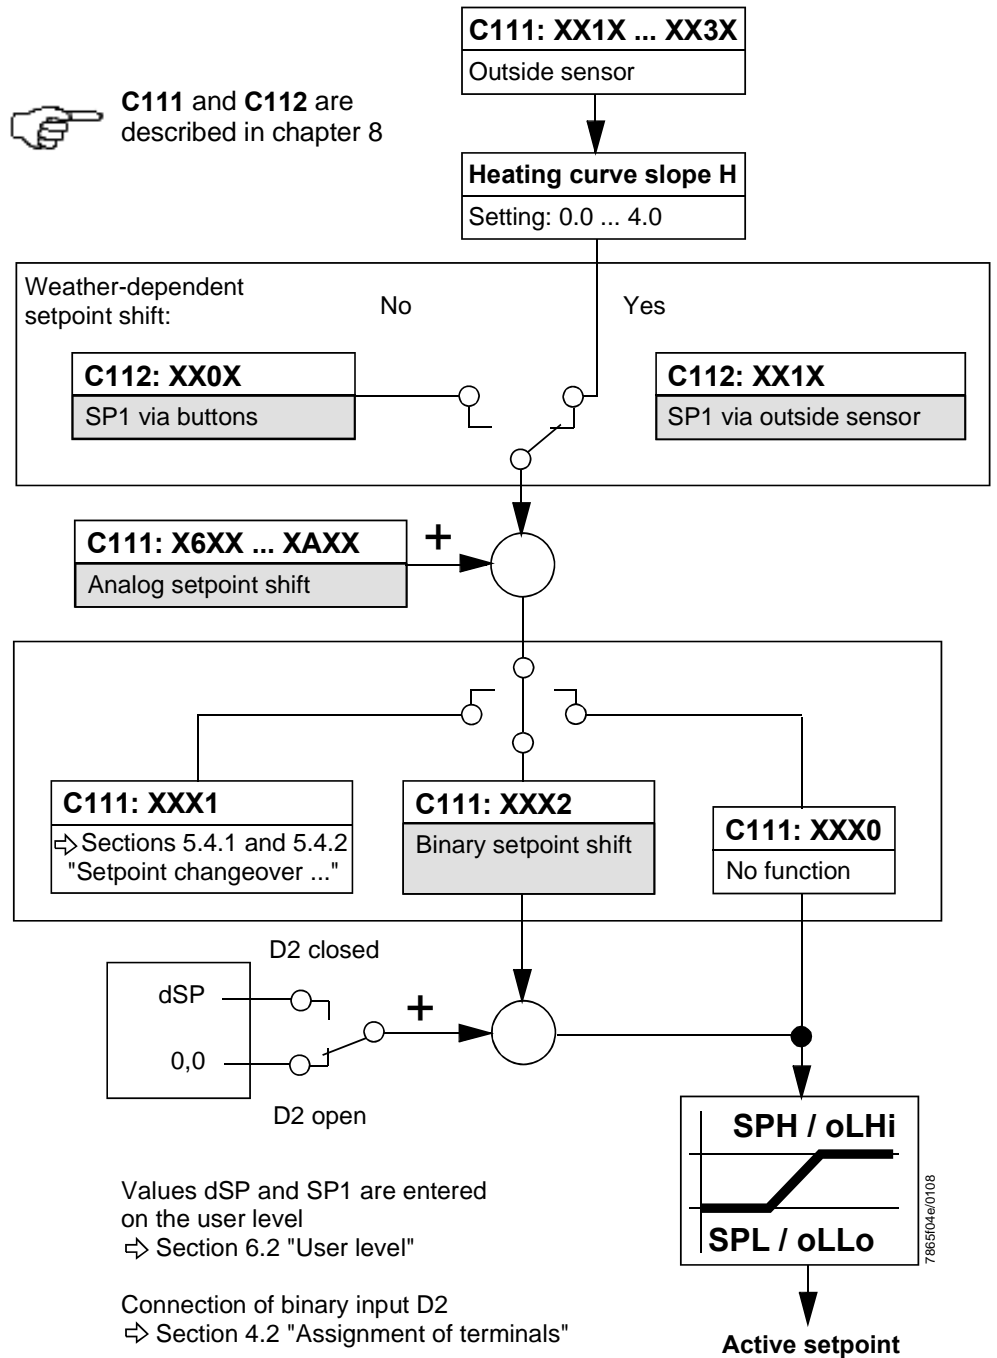 C111: XX1X ... XX3X
Outside sensor
C111 and C112 are
described in chapter 8
Heating curve slope H
Setting: 0.0 ... 4.0
Weather-dependent
setpoint shift:
No
Yes
C112: XX0X
SP1 via buttons
C112: XX1X
SP1 via outside sensor
C111: X6XX ... XAXX
+
Analog setpoint shift
C111: XXX1
⇨ Sections 5.4.1 and 5.4.2
"Setpoint changeover ..."
C111: XXX2
Binary setpoint shift
C111: XXX0
No function
D2 closed
dSP
+
0,0
D2 open
SPH / oLHi
SPL / oLLo
7865f04e/0108
Values dSP and SP1 are entered
on the user level
⇨ Section 6.2 "User level"
Connection of binary input D2
⇨ Section 4.2 "Assignment of terminals"
Active setpoint